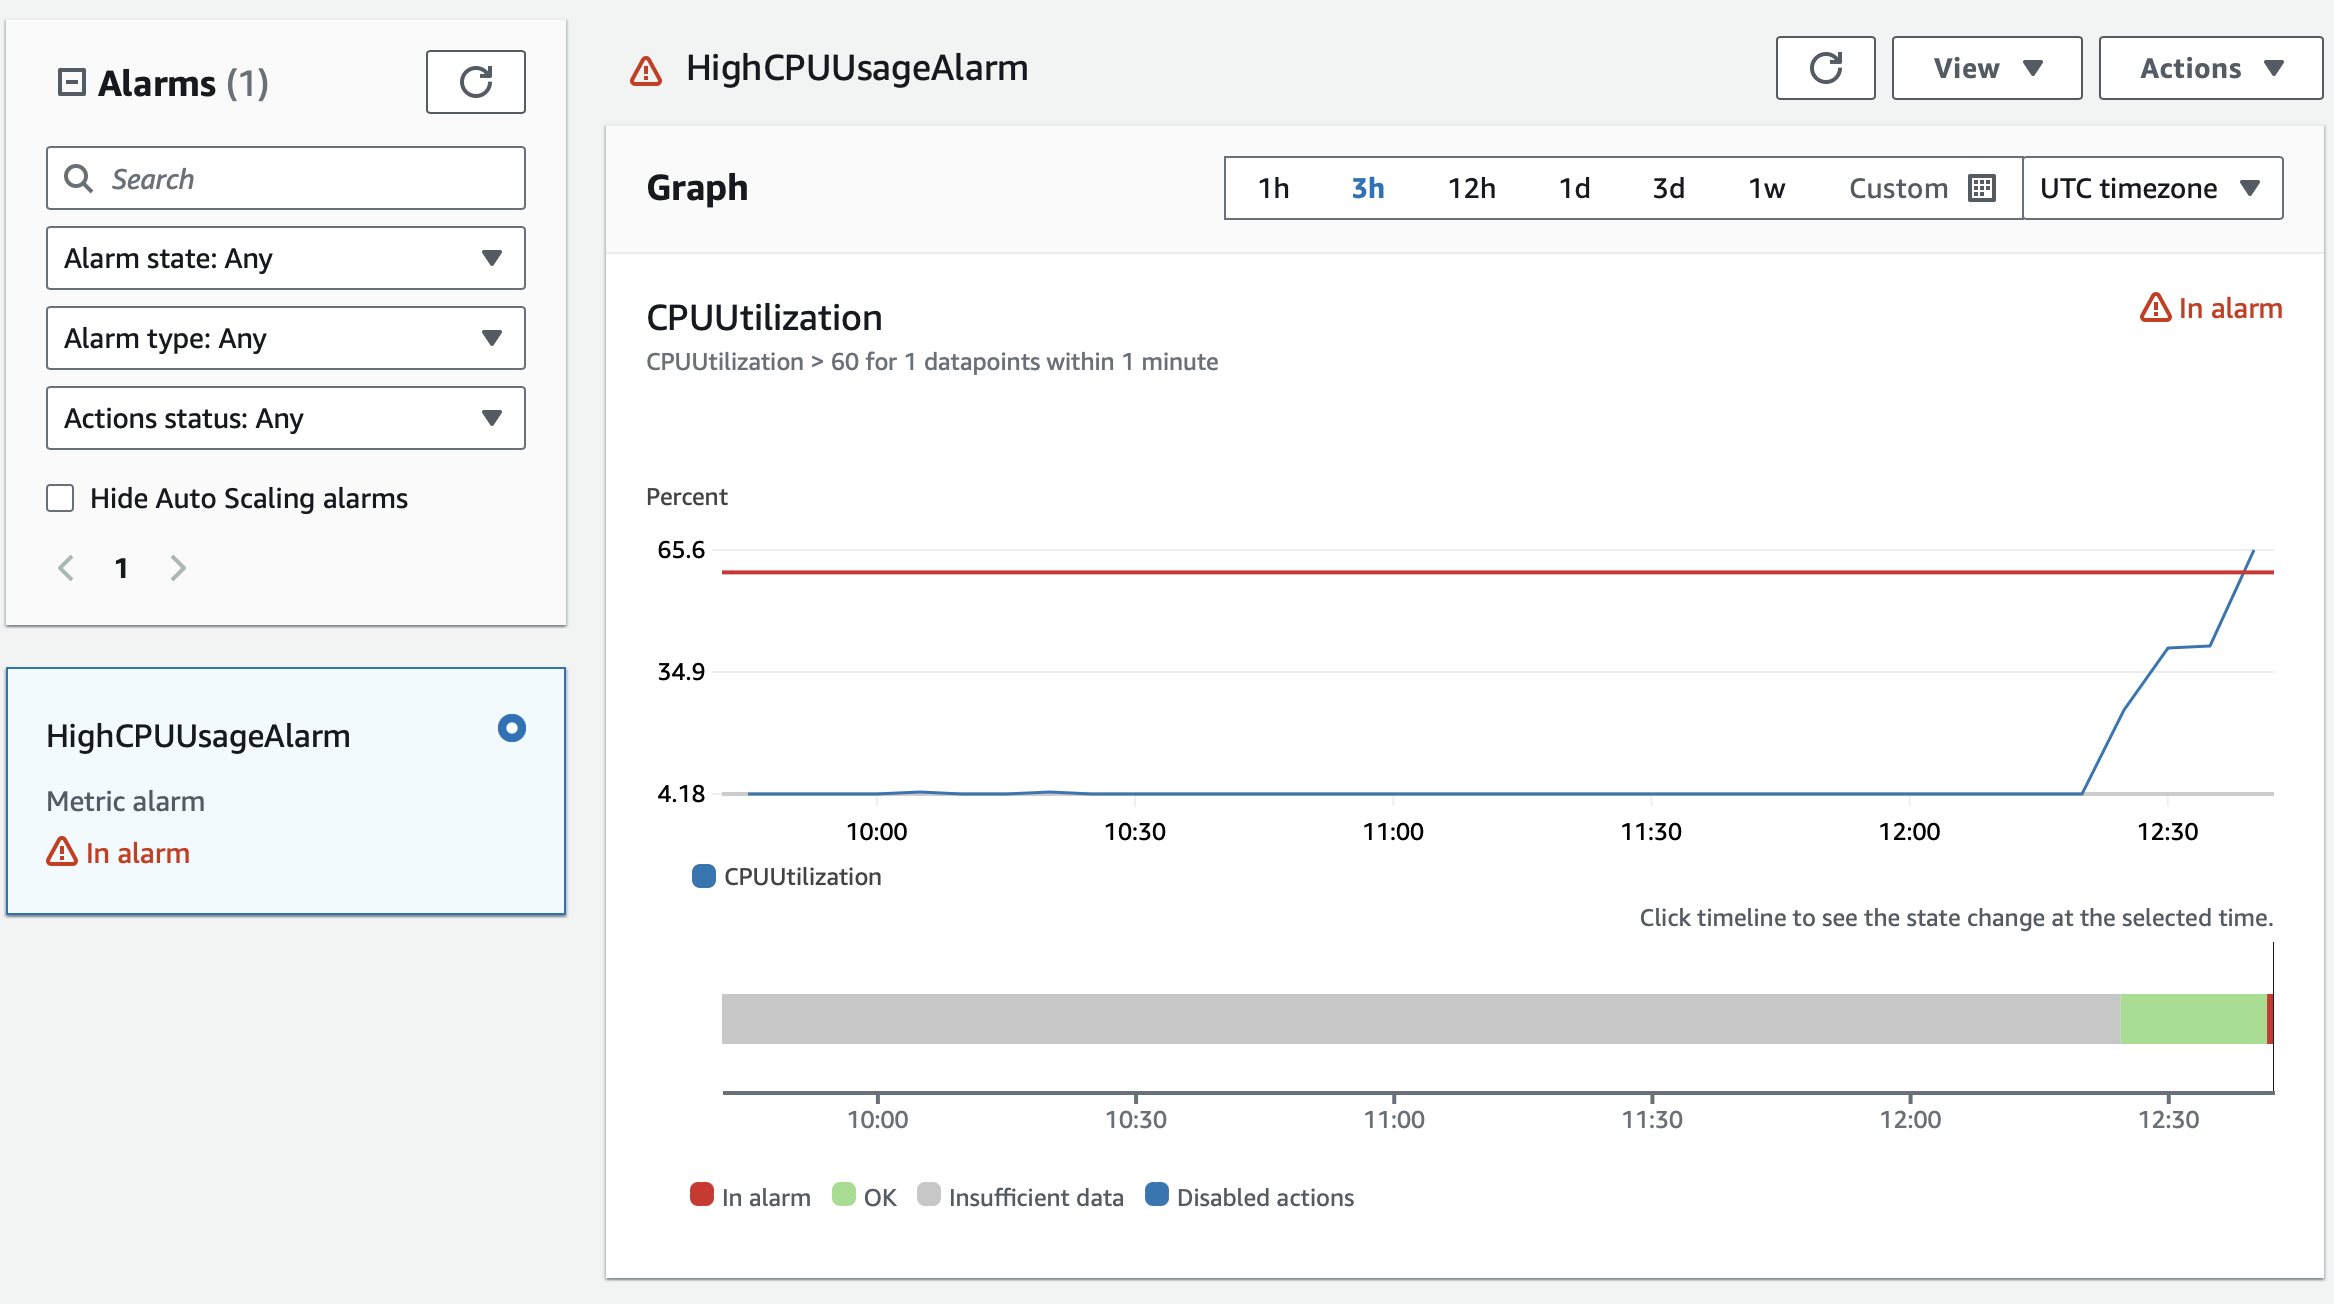 Alarms (1)
Search
Alarm state: Any
Alarm type: Any
Actions status: Any
Hide Auto Scaling alarms
1
HighCPUUsageAlarm
Metric alarm
In alarm
HighCPUUsageAlarm
View
Actions
Graph
1h 3h 12h 1d 3d 1w Custom UTC timezone
CPUUtilization
In alarm
CPUUtilization > 60 for 1 datapoints within 1 minute
Percent
65.6
34.9
4.18
10:00 10:30 11:00 11:30 12:00 12:30
CPUUtilization
Click timeline to see the state change at the selected time.
10:00 10:30 11:00 11:30 12:00 12:30
In alarm OK Insufficient data Disabled actions